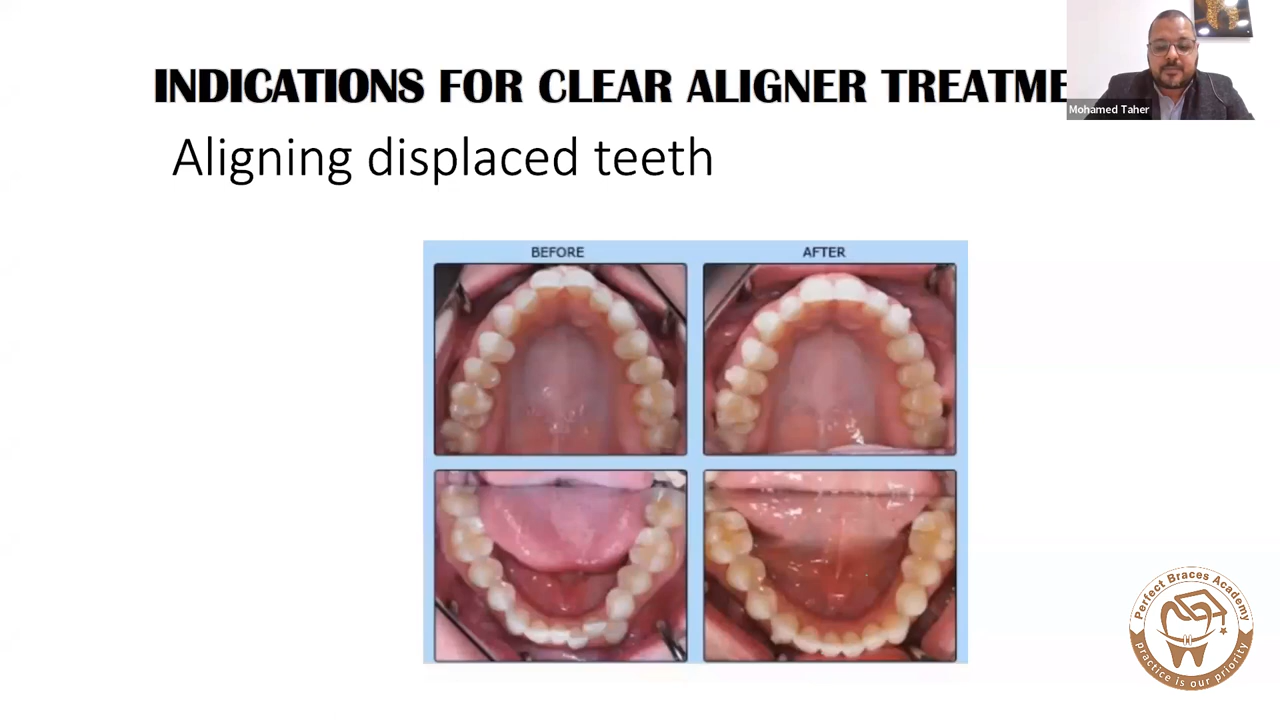 INDICATIONS FOR CLEAR ALIGNER TREATME
Mohamed Taher
Aligning displaced teeth
BEFORE
AFTER
Perfect Braces Academy
practice is our priority